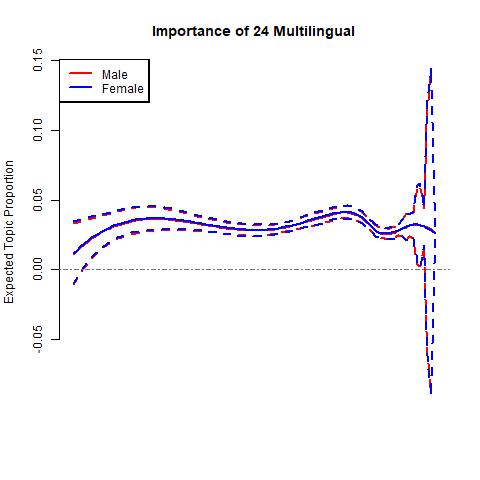 Importance of 24 Multilingual
Male
Female
Expected Topic Proportion
0.15
0.10
0.05
0.00
-0.05